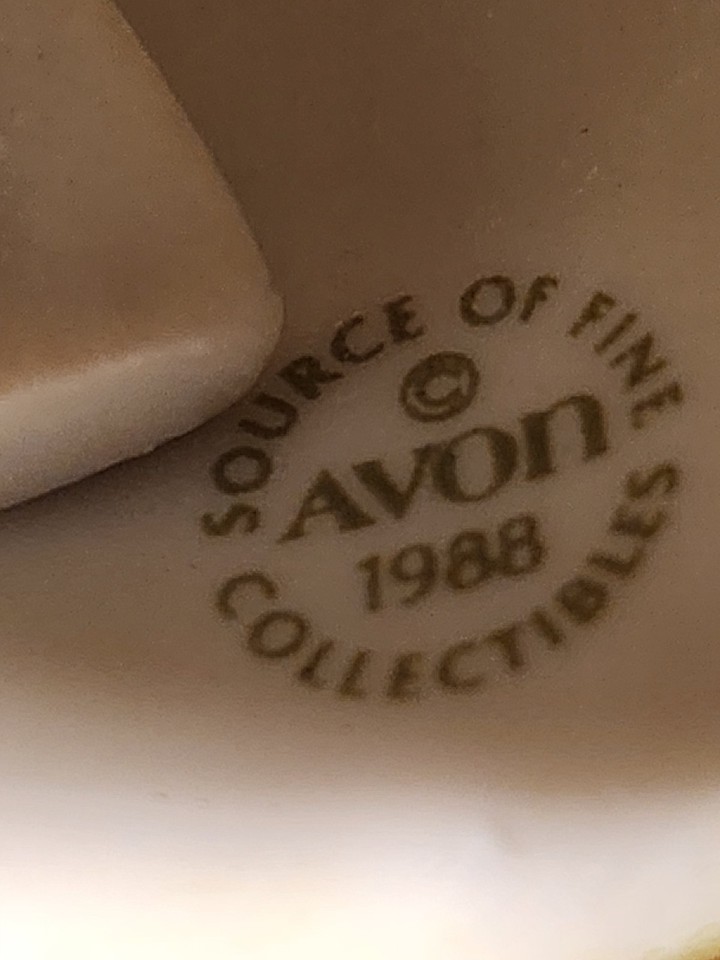 SOURCE OF FINE
©
AVON
1988
COLLECTIBLES